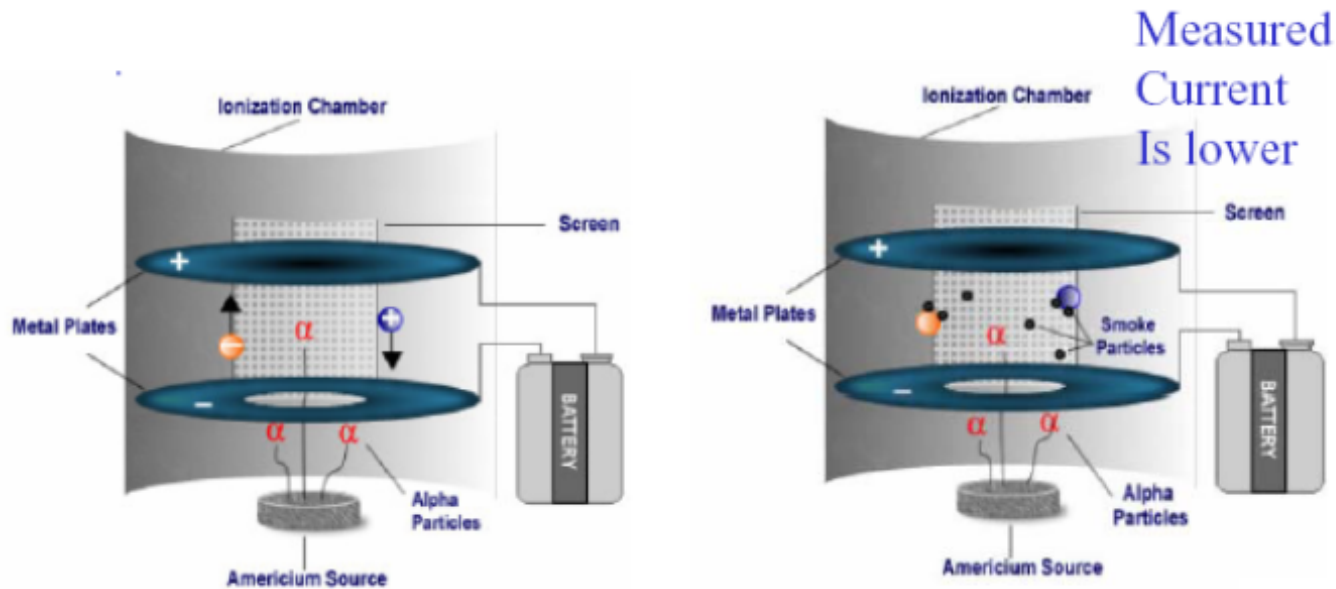 Measured
Current
Is lower
Ionization Chamber
Screen
+
Metal Plates
α
−
+
−
α α
BATTERY
Alpha
Particles
Americium Source
Ionization Chamber
Screen
+
Metal Plates
Smoke
Particles
α
−
α α
BATTERY
Alpha
Particles
Americium Source